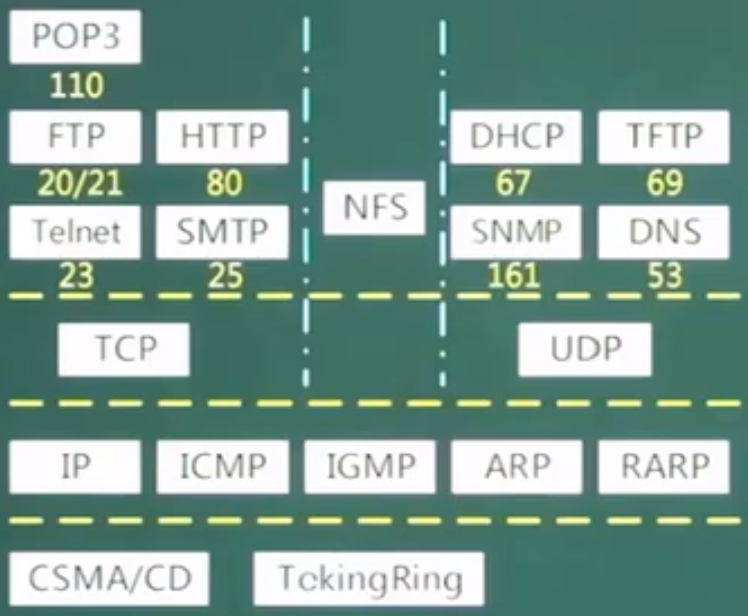 POP3
110
FTP HTTP DHCP TFTP
20/21 80 67 69
NFS
Telnet SMTP SNMP DNS
23 25 161 53
TCP UDP
IP ICMP IGMP ARP RARP
CSMA/CD TokingRing